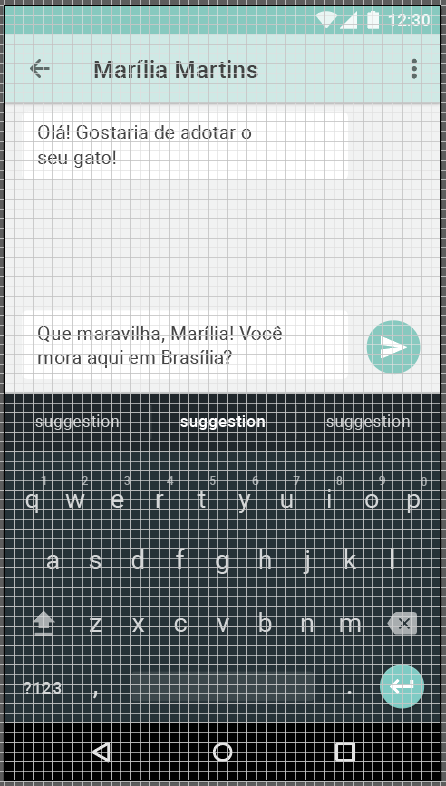 12:30
Marília Martins
Olá! Gostaria de adotar o
seu gato!
Que maravilha, Marília! Você
mora aqui em Brasília?
suggestion suggestion suggestion
1 2 3 4 5 6 7 8 9 0
q w e r t y u i o p
a s d f g h j k l
z x c v b n m
?123 , .